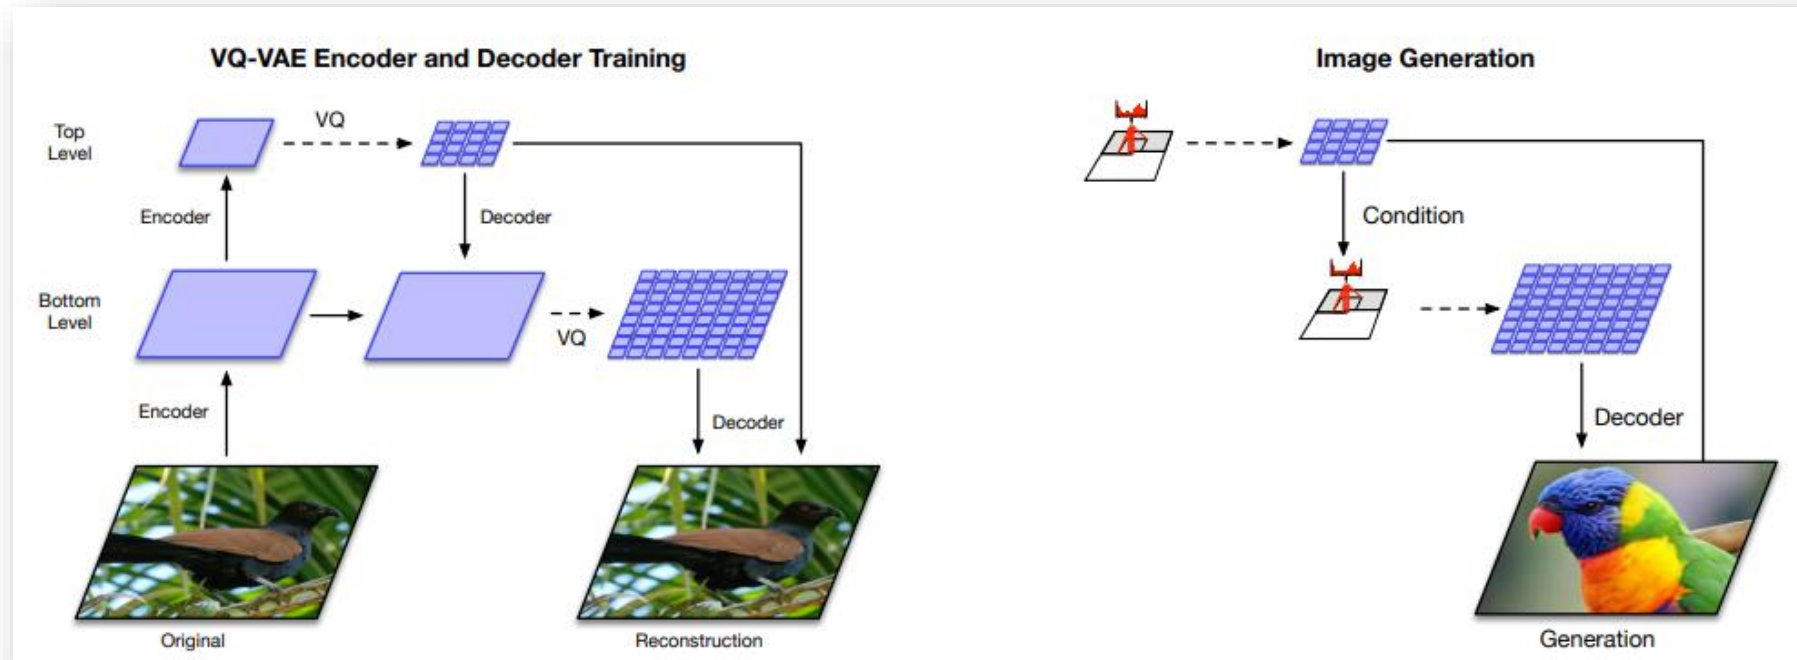 VQ-VAE Encoder and Decoder Training
Top
Level
VQ
Encoder
Decoder
Bottom
Level
VQ
Encoder
Decoder
Original
Reconstruction
Image Generation
Condition
Decoder
Generation